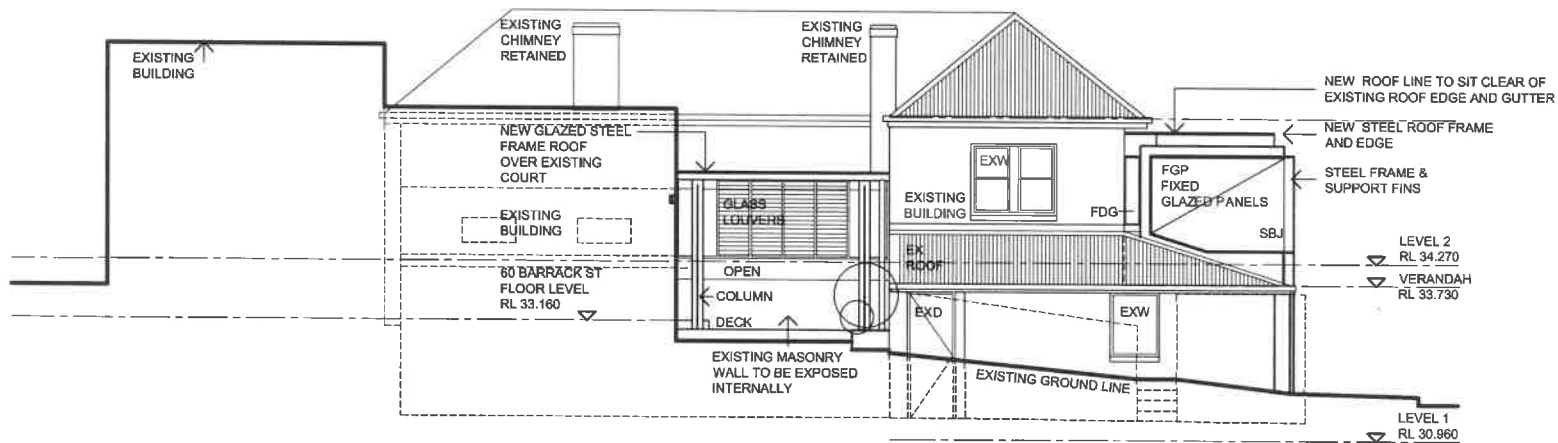 EXISTING
BUILDING
EXISTING
CHIMNEY
RETAINED
EXISTING
CHIMNEY
RETAINED
NEW ROOF LINE TO SIT CLEAR OF
EXISTING ROOF EDGE AND GUTTER
NEW STEEL ROOF FRAME
AND EDGE
STEEL FRAME &
SUPPORT FINS
NEW GLAZED STEEL
FRAME ROOF
OVER EXISTING
COURT
EXW
FGP
FIXED
GLAZED PANELS
GLASS
LOUVERS
EXISTING
BUILDING
FDG
SBJ
EXISTING
BUILDING
EX
ROOF
LEVEL 2
RL 34.270
OPEN
60 BARRACK ST
FLOOR LEVEL
RL 33.160
VERANDAH
RL 33.730
COLUMN
DECK
EXD
EXW
EXISTING MASONRY
WALL TO BE EXPOSED
INTERNALLY
EXISTING GROUND LINE
LEVEL 1
RL 30.960